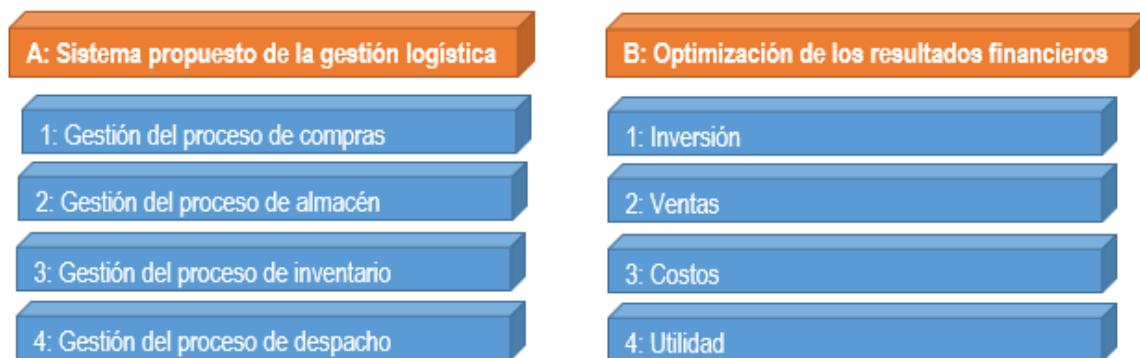 A: Sistema propuesto de la gestión logística
1: Gestión del proceso de compras
2: Gestión del proceso de almacén
3: Gestión del proceso de inventario
4: Gestión del proceso de despacho
B: Optimización de los resultados financieros
1: Inversión
2: Ventas
3: Costos
4: Utilidad